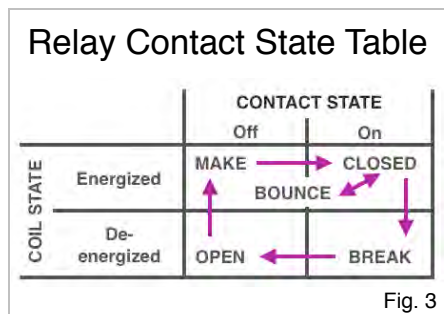 Relay Contact State Table
CONTACT STATE
Off On
COIL STATE
Energized
MAKE CLOSED
BOUNCE
De-
energized
OPEN BREAK
Fig. 3